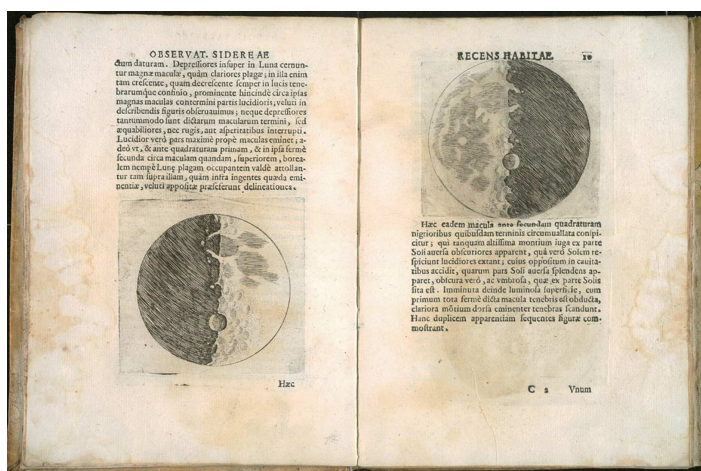 OBSERVAT. SIDEREAE
ctum daturam. Depressiores insuper in Luna cernun-
tur magnæ maculæ, quàm clariores plagæ; in illa enim
tam crescente, quam decrescente semper in lucis tene-
brarumque confinio, prominente hincindè circa ipsas
magnas maculas contermini partis lucidioris; veluti in
describendis figuris obseruauimus; neque depressiores
tantummodo sunt dictarum macularum termini, sed
æquabiliores, nec rugis, aut asperitatibus interrupti.
Lucidior verò pars maximè propè maculas eminet; a-
deò vt, & ante quadraturam primam, & in ipsa fermè
secunda circa maculam quandam, superiorem, borea-
lem nempè Lunæ plagam occupantem valdè attollan-
tur tam supra illam, quàm infra ingentes quædā emi-
nentiæ, veluti appositæ præseferunt delineationes.
Hæc
RECENS HABITAE. 10
Hæc eadem macula ante secundam quadraturam
nigrioribus quibusdam terminis circumuallata conspi-
citur; qui tanquam altissima montium iuga ex parte
Soli auersa obscuriores apparent, quà verò Solem re-
spiciunt lucidiores extant; cuius oppositum in cauita-
tibus accidit, quarum pars Soli auersa splendens ap-
paret, obscura verò, ac vmbrosa, quæ ex parte Solis
sita est. Imminuta deinde luminosa superficie, cum
primum tota fermè dicta macula tenebris est obducta,
clariora mōtium dorsa eminenter tenebras scandunt.
Hanc duplicem apparentiam sequentes figuræ com-
mostrant.
C 2 Vnum